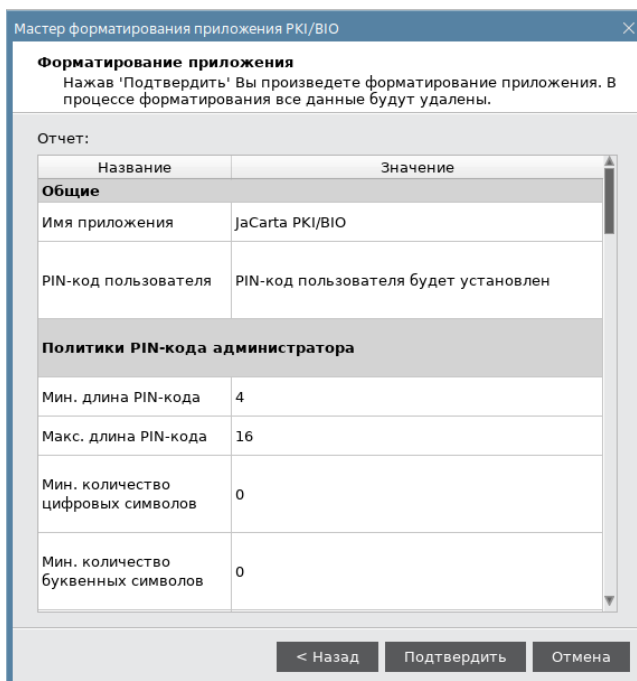 Мастер форматирования приложения PKI/BIO
Форматирование приложения
Нажав 'Подтвердить' Вы произведете форматирование приложения. В
процессе форматирования все данные будут удалены.
Отчет:
Название Значение
Общие
Имя приложения JaCarta PKI/BIO
PIN-код пользователя PIN-код пользователя будет установлен
Политики PIN-кода администратора
Мин. длина PIN-кода 4
Макс. длина PIN-кода 16
Мин. количество
цифровых символов 0
Мин. количество
буквенных символов 0
< Назад Подтвердить Отмена